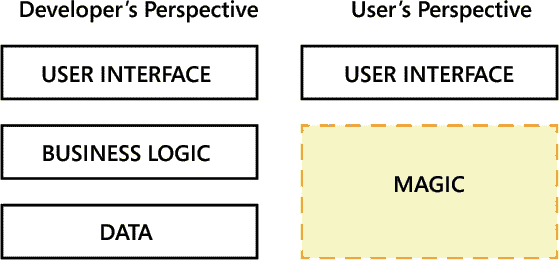 Developer’s Perspective
USER INTERFACE
BUSINESS LOGIC
DATA
User’s Perspective
USER INTERFACE
MAGIC